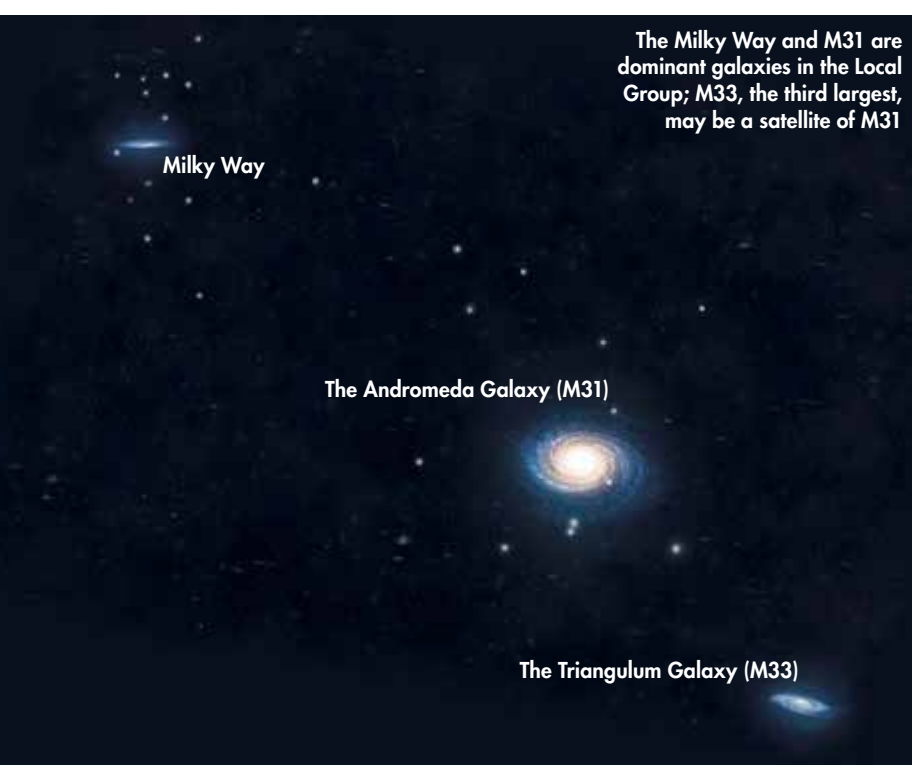 The Milky Way and M31 are
dominant galaxies in the Local
Group; M33, the third largest,
may be a satellite of M31
Milky Way
The Andromeda Galaxy (M31)
The Triangulum Galaxy (M33)